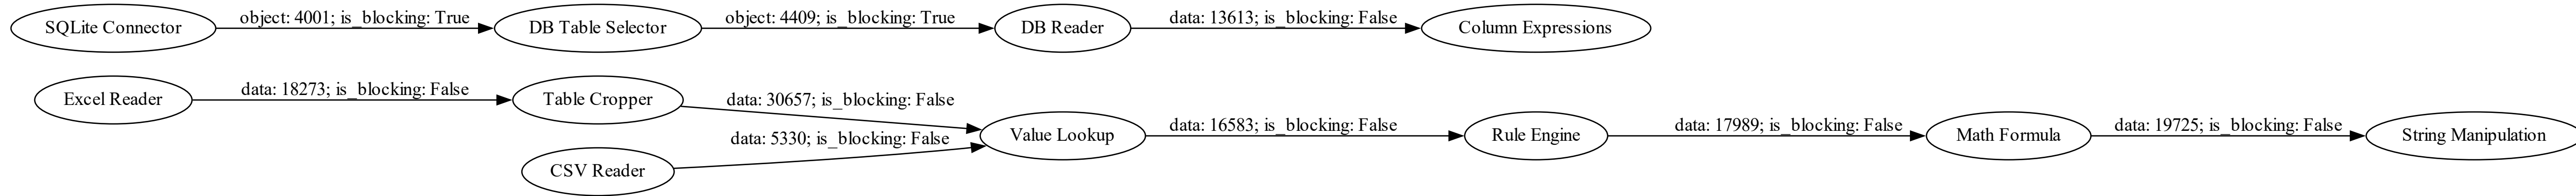 SQLite Connector
object: 4001; is_blocking: True
DB Table Selector
object: 4409; is_blocking: True
DB Reader
data: 13613; is_blocking: False
Column Expressions
Excel Reader
data: 18273; is_blocking: False
Table Cropper
data: 30657; is_blocking: False
CSV Reader
data: 5330; is_blocking: False
Value Lookup
data: 16583; is_blocking: False
Rule Engine
data: 17989; is_blocking: False
Math Formula
data: 19725; is_blocking: False
String Manipulation